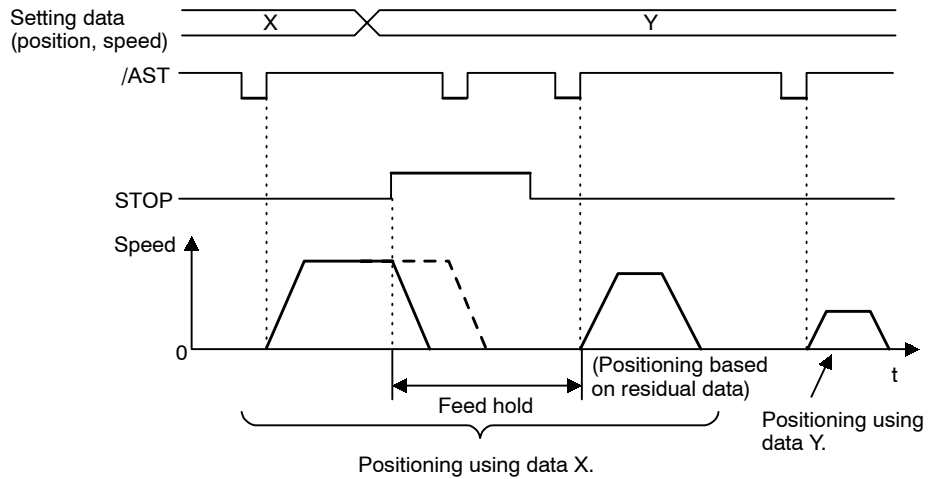 Setting data
(position, speed)
X
Y
/AST
STOP
Speed
0
t
(Positioning based
on residual data)
Feed hold
Positioning using
data Y.
Positioning using data X.